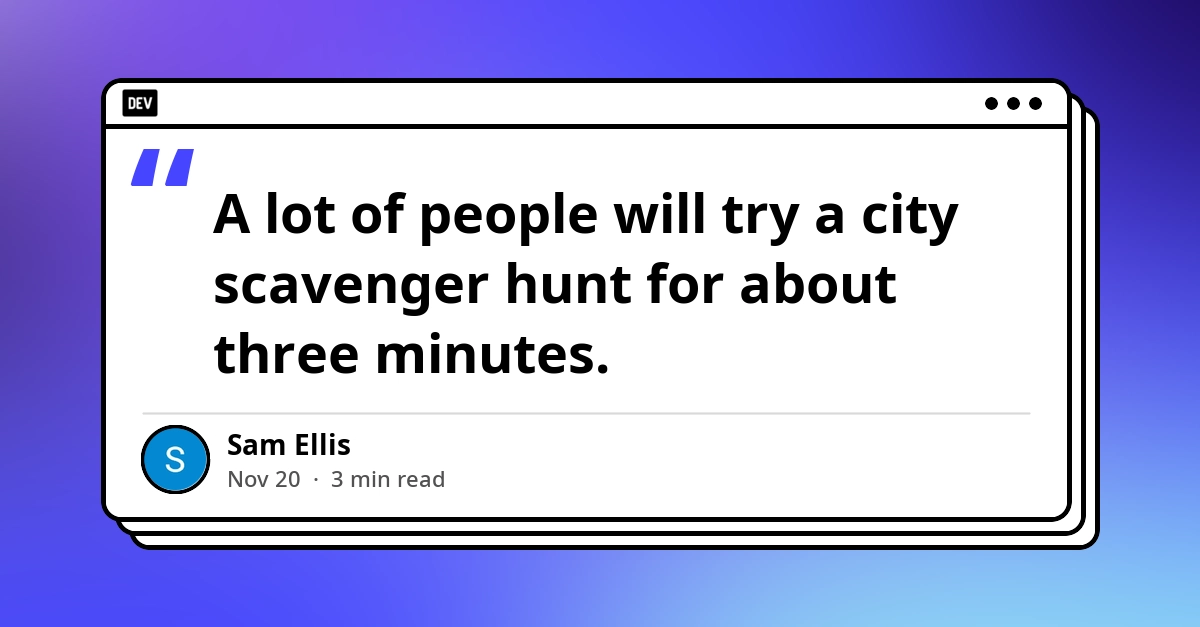 DEV
“
A lot of people will try a city
scavenger hunt for about
three minutes.
S
Sam Ellis
Nov 20 · 3 min read